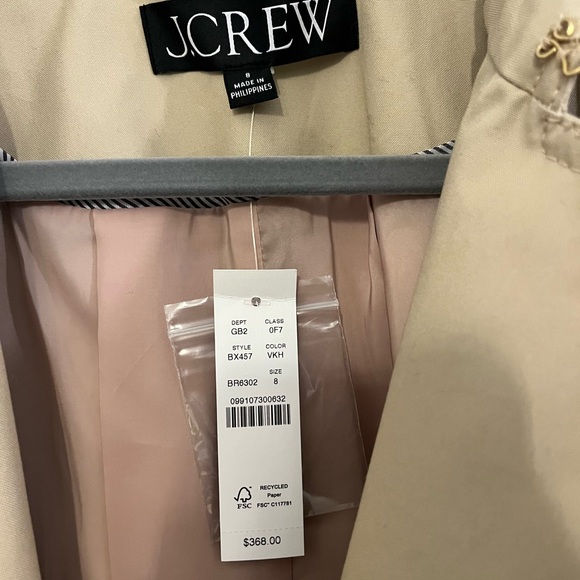 J.CREW
8
MADE IN
PHILIPPINES
DEPT CLASS
GB2 0F7
STYLE COLOR
BX457 VKH
SIZE
BR6302 8
099107300632
RECYCLED
Paper
FSC FSC® C117781
$368.00